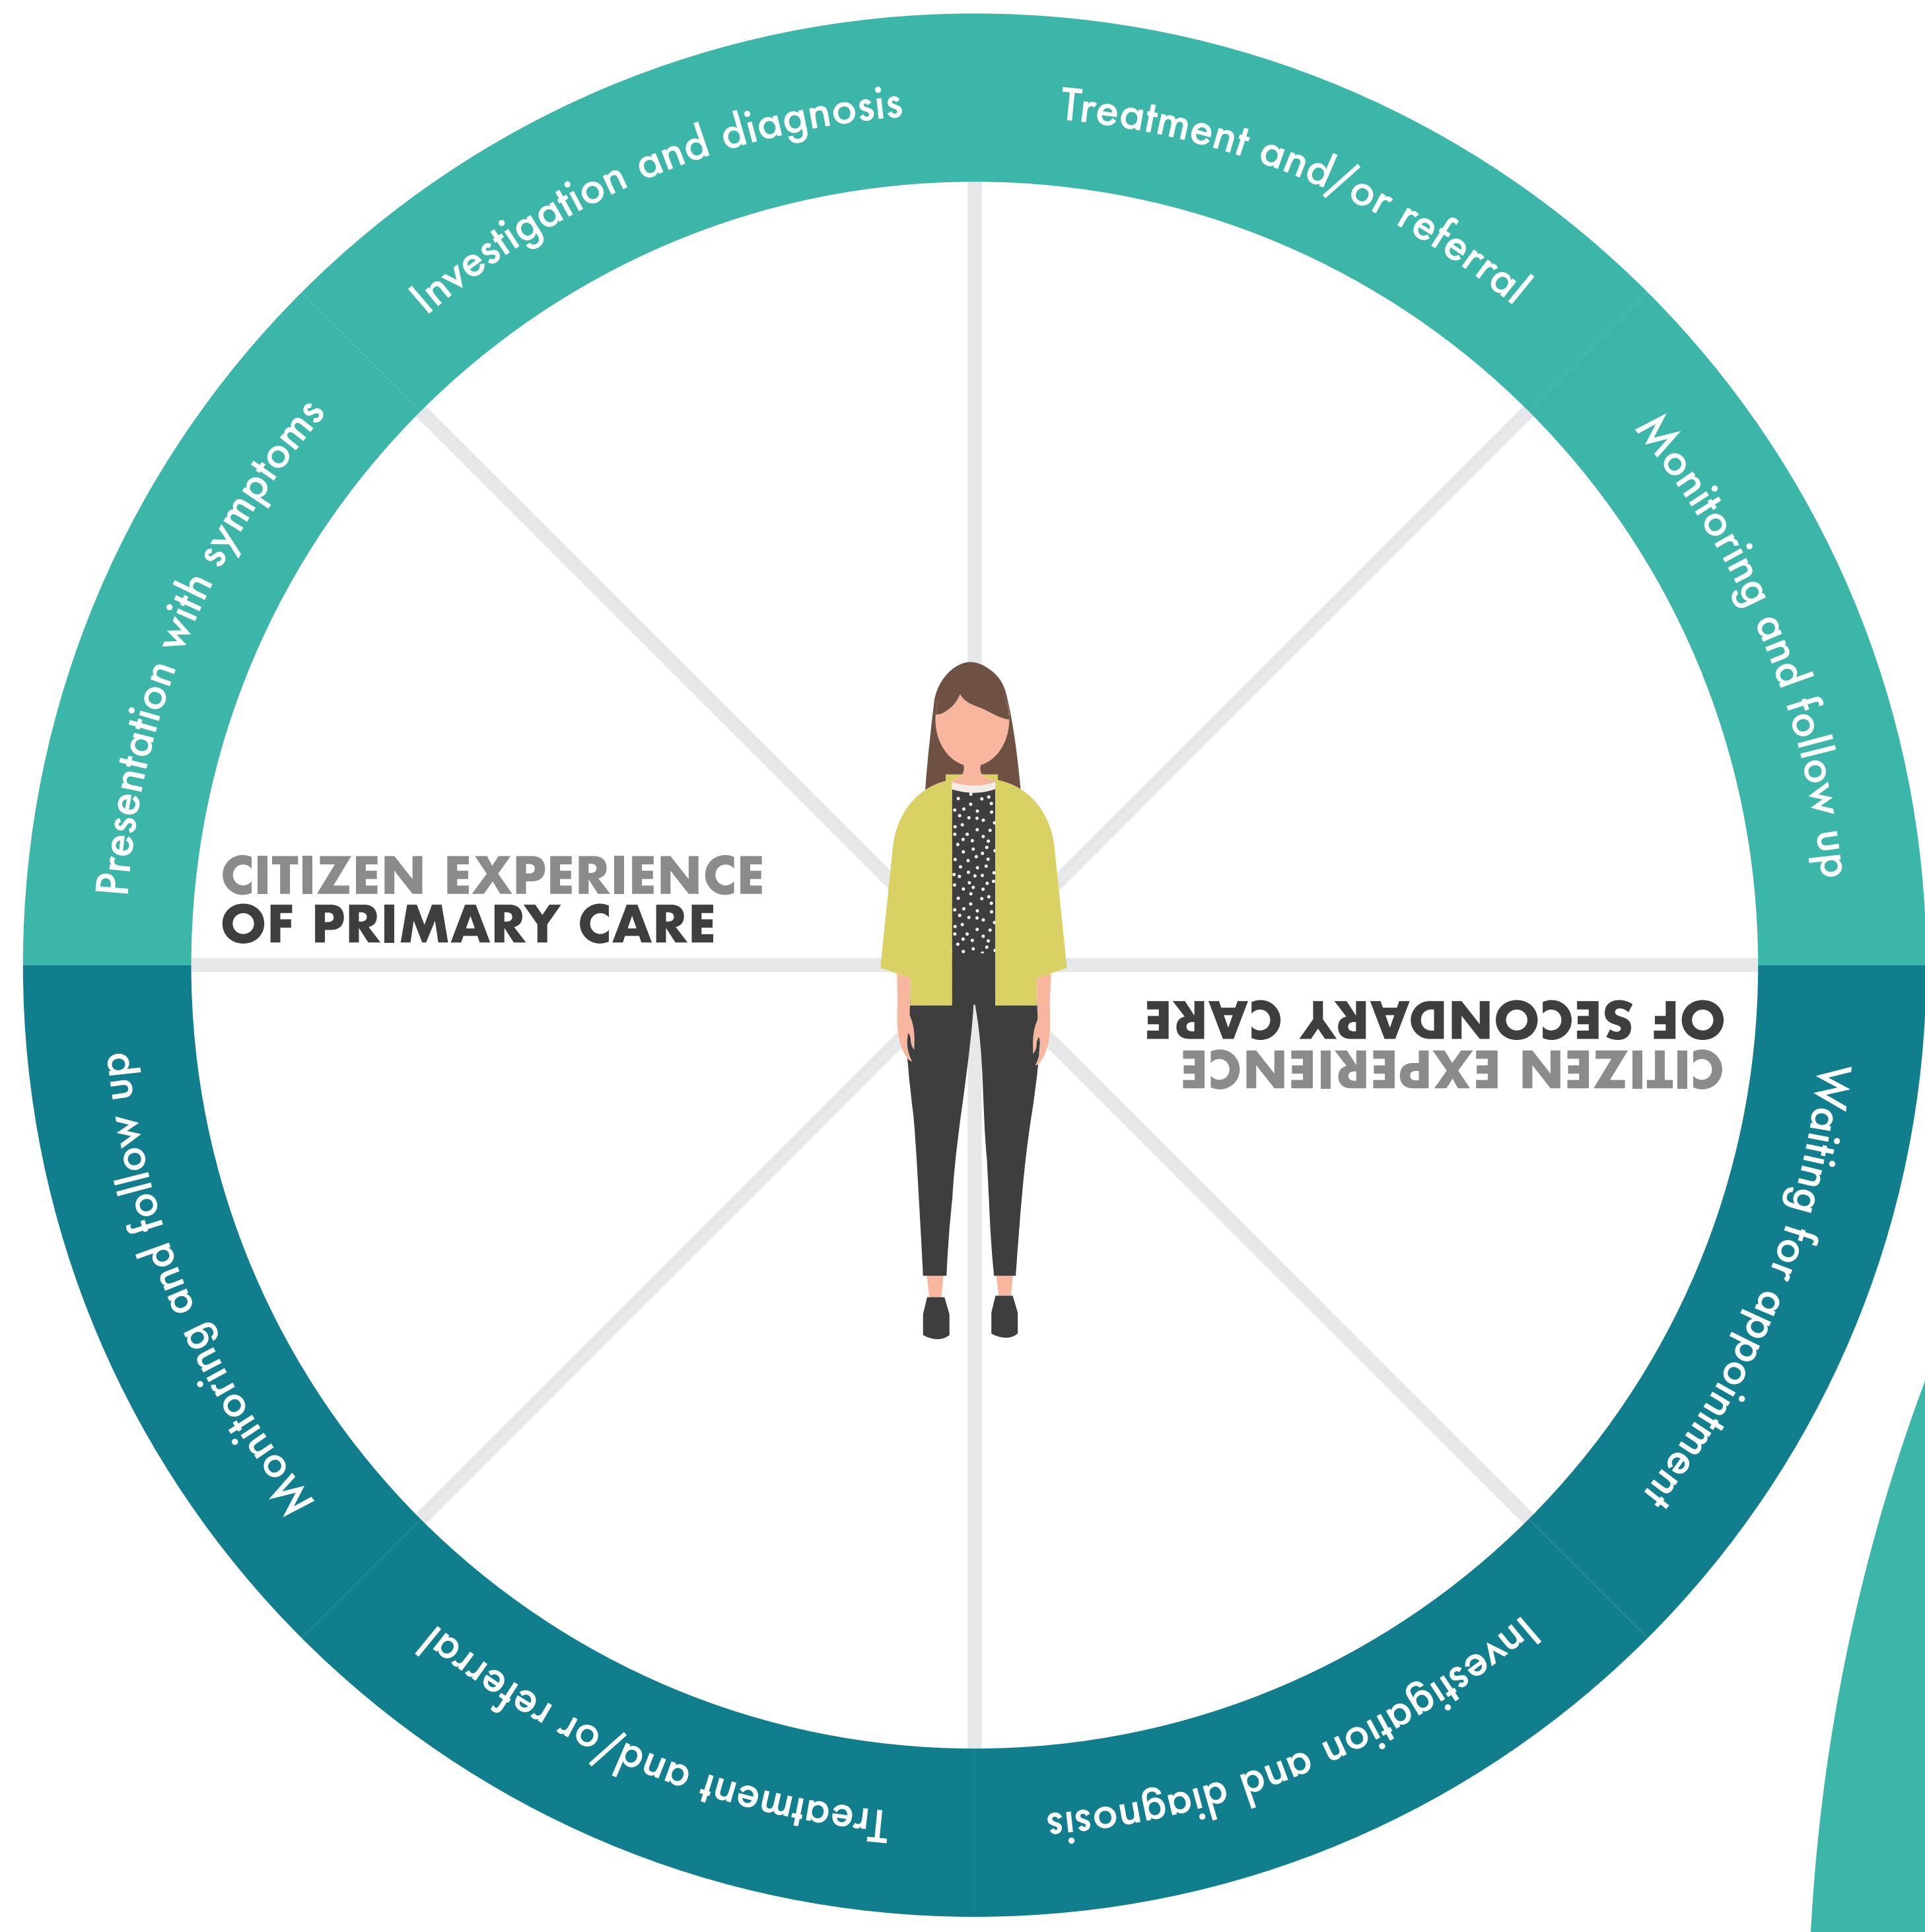 Presentation with symptoms
Investigation and diagnosis
Treatment and/or referral
Monitoring and follow up
CITIZEN EXPERIENCE
OF PRIMARY CARE
CITIZEN EXPERIENCE
OF SECONDARY CARE
Waiting for appointment
Investigation and diagnosis
Treatment and/or referral
Monitoring and follow up